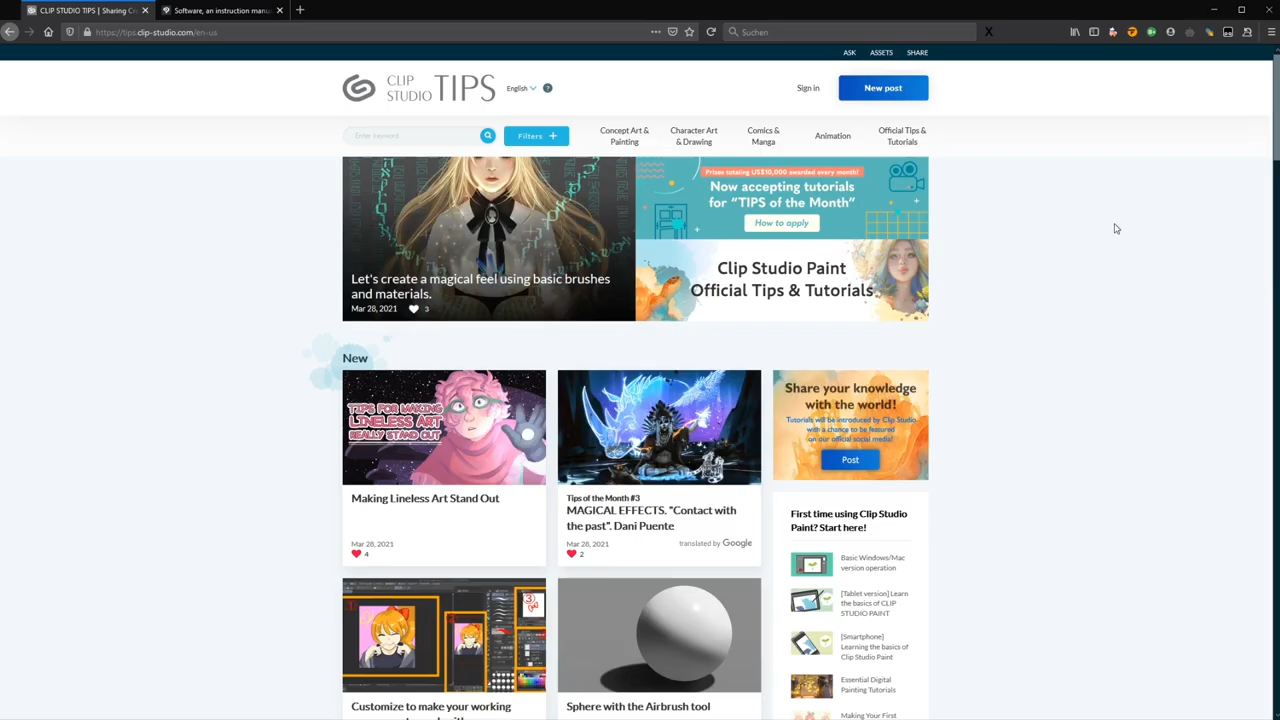 CLIP STUDIO TIPS | Sharing Cre
Software, an instruction manu
https://tips.clip-studio.com/en-us
Suchen
ASK ASSETS SHARE
CLIP STUDIO TIPS
English
?
Sign in
New post
Enter keyword
Filters +
Concept Art &
Painting
Character Art
& Drawing
Comics &
Manga
Animation
Official Tips &
Tutorials
Let's create a magical feel using basic brushes
and materials.
Mar 28, 2021 3
Prizes totaling US$10,000 awarded every month!
Now accepting tutorials
for "TIPS of the Month"
How to apply
Clip Studio Paint
Official Tips & Tutorials
New
TIPS FOR MAKING
LINELESS ART
REALLY STAND OUT
Making Lineless Art Stand Out
Mar 28, 2021
4
Tips of the Month #3
MAGICAL EFFECTS. "Contact with
the past". Dani Puente
Mar 28, 2021
translated by Google
2
Share your knowledge
with the world!
Tutorials will be introduced by Clip Studio
with a chance to be featured
on our official social media!
Post
First time using Clip Studio
Paint? Start here!
Basic Windows/Mac
version operation
[Tablet version] Learn
the basics of CLIP
STUDIO PAINT
[Smartphone]
Learning the basics of
Clip Studio Paint
Essential Digital
Painting Tutorials
Making Your First
Customize to make your working
Sphere with the Airbrush tool